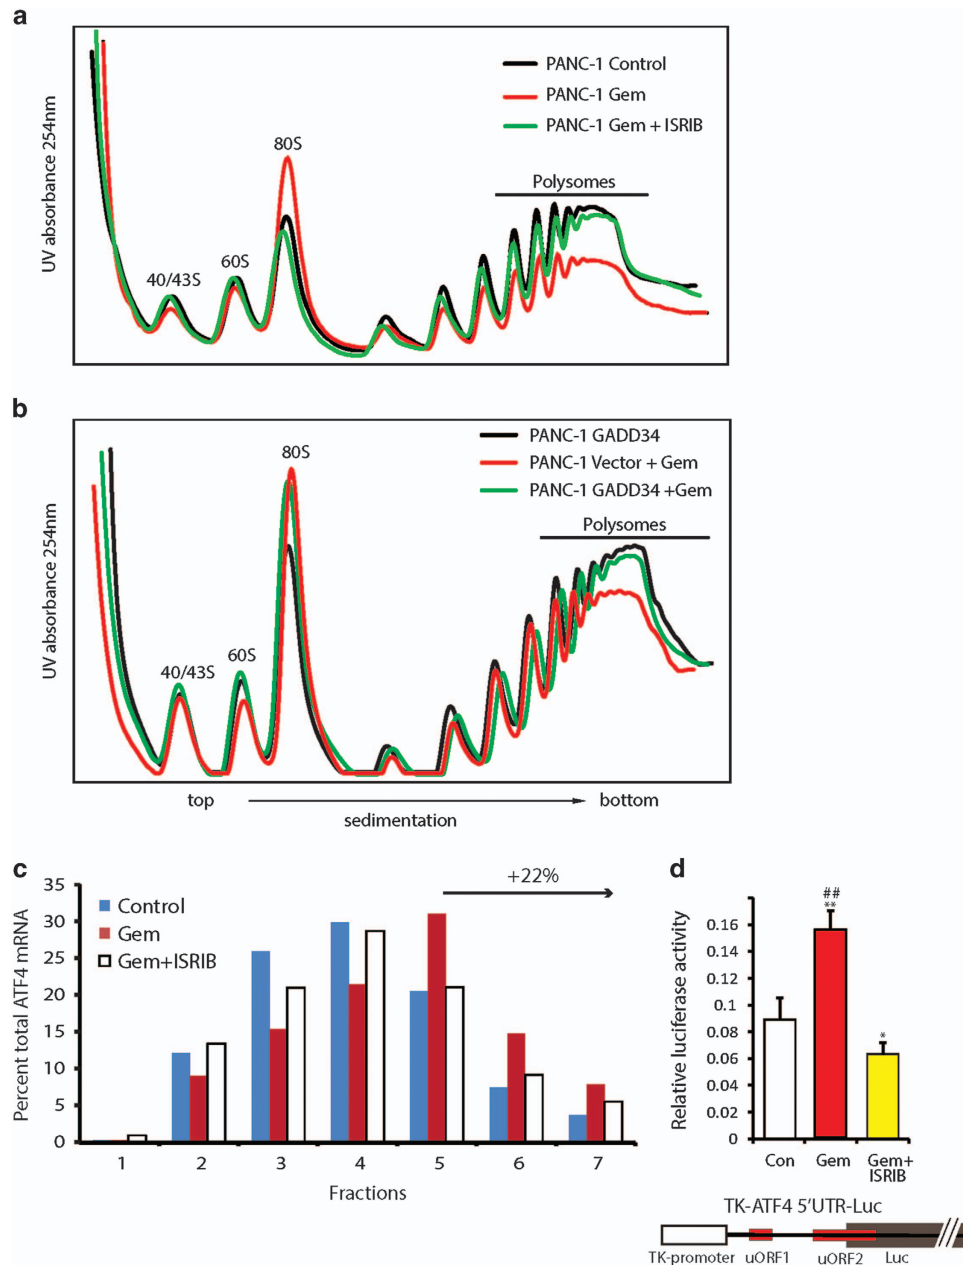 a
UV absorbance 254nm
PANC-1 Control
PANC-1 Gem
PANC-1 Gem + ISRIB
40/43S
60S
80S
Polysomes
b
UV absorbance 254nm
PANC-1 GADD34
PANC-1 Vector + Gem
PANC-1 GADD34 +Gem
40/43S
60S
80S
Polysomes
top
bottom
sedimentation
c
+22%
Percent total ATF4 mRNA
35
30
25
20
15
10
5
0
Control
Gem
Gem+ISRIB
1 2 3 4 5 6 7
Fractions
d
Relative luciferase activity
0.16
0.14
0.12
0.1
0.08
0.06
0.04
0.02
0
##
**
*
Con
Gem
Gem+
ISRIB
TK-ATF4 5'UTR-Luc
TK-promoter uORF1 uORF2 Luc